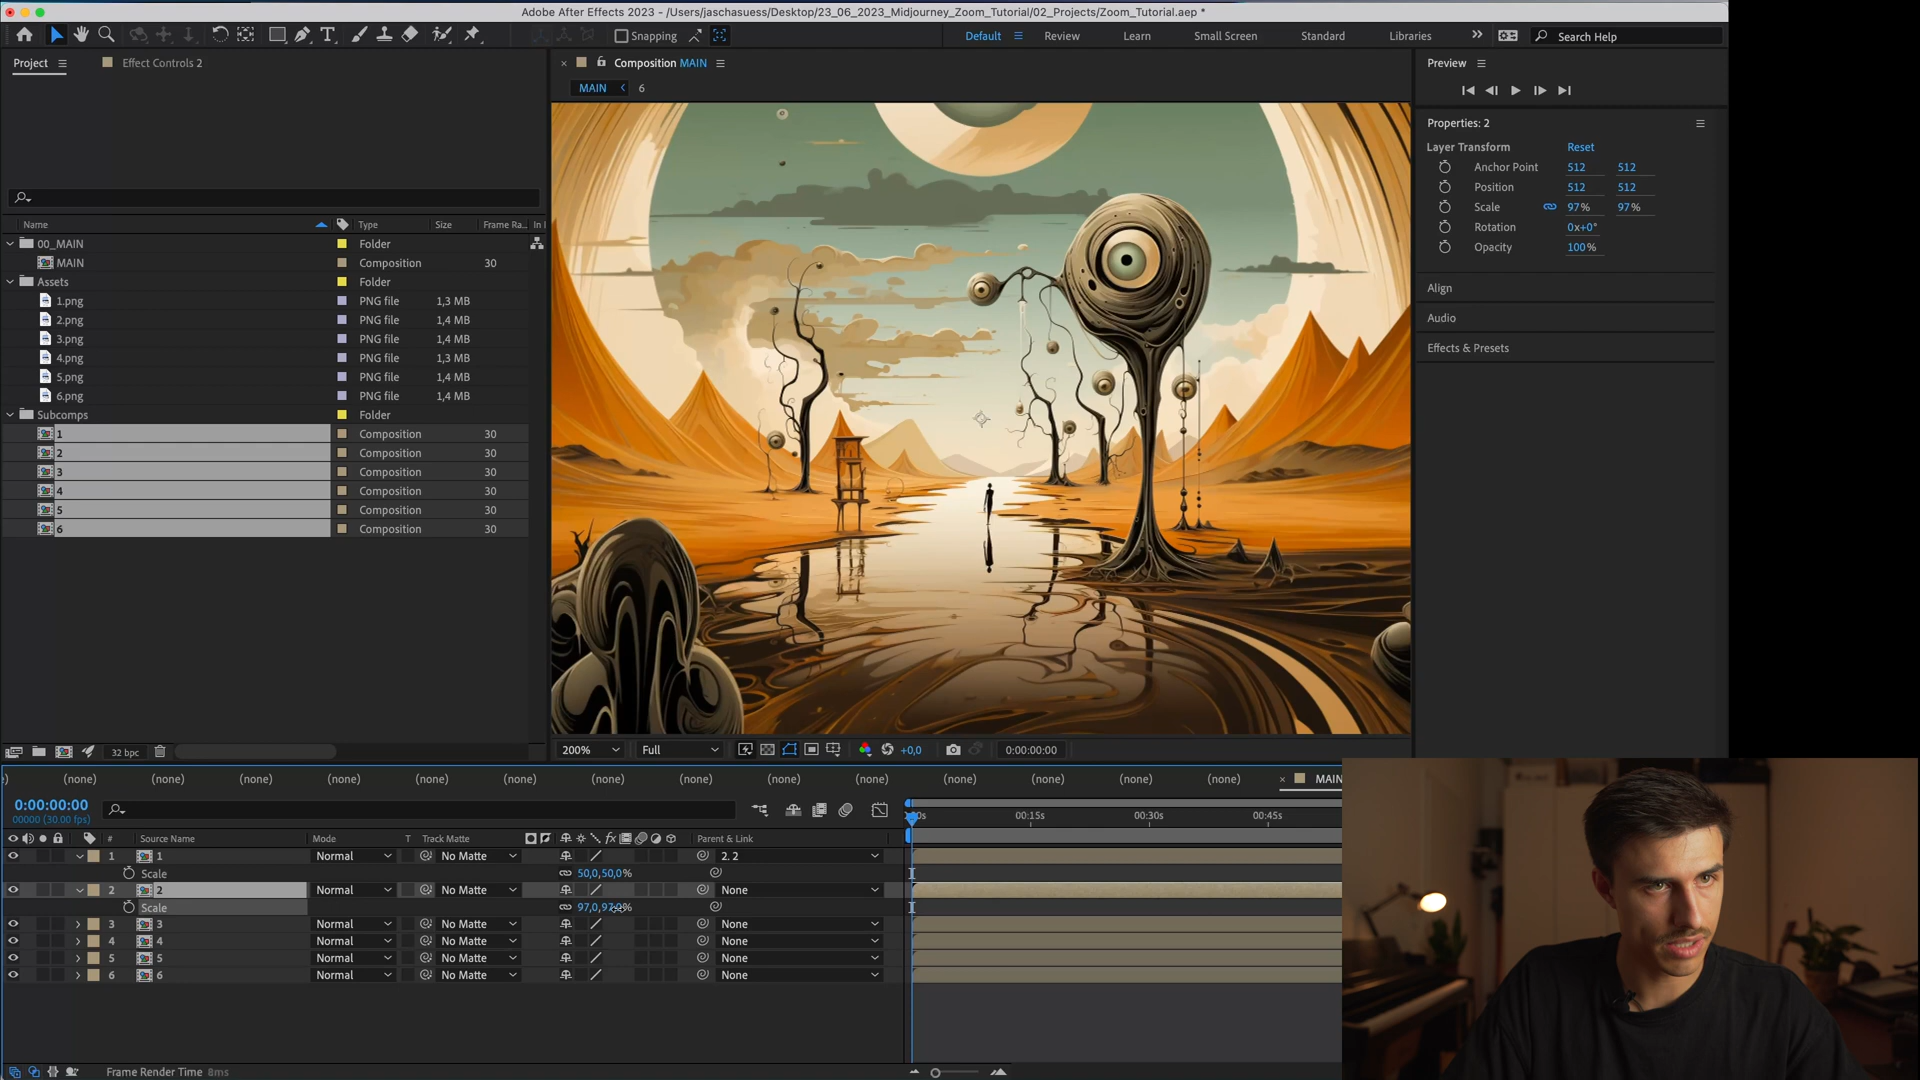 Adobe After Effects 2023 - /Users/jaschasuess/Desktop/23_06_2023_Midjourney_Zoom_Tutorial/02_Projects/Zoom_Tutorial.aep *
Snapping
Default
Review
Learn
Small Screen
Standard
Libraries
Search Help
Project
Effect Controls 2
Composition MAIN
MAIN
6
Name
Type
Size
Frame Ra...
In
00_MAIN Folder
MAIN Composition 30
Assets Folder
1.png PNG file 1,3 MB
2.png PNG file 1,4 MB
3.png PNG file 1,4 MB
4.png PNG file 1,3 MB
5.png PNG file 1,4 MB
6.png PNG file 1,4 MB
Subcomps Folder
1 Composition 30
2 Composition 30
3 Composition 30
4 Composition 30
5 Composition 30
6 Composition 30
32 bpc
200%
Full
+0,0
0:00:00:00
Preview
Properties: 2
Layer Transform Reset
Anchor Point 512 512
Position 512 512
Scale 97% 97%
Rotation 0x+0°
Opacity 100%
Align
Audio
Effects & Presets
(none) (none) (none) (none) (none) (none) (none) (none) (none) (none) (none) (none) (none) (none) MAIN
0:00:00:00
00000 (30.00 fps)
00:15s 00:30s 00:45s
# Source Name Mode T Track Matte fx Parent & Link
1 1 Normal No Matte 2. 2
Scale 50,0,50,0%
2 2 Normal No Matte None
Scale
3 3 Normal No Matte None
4 4 Normal No Matte None
5 5 Normal No Matte None
6 6 Normal No Matte None
Frame Render Time 8ms